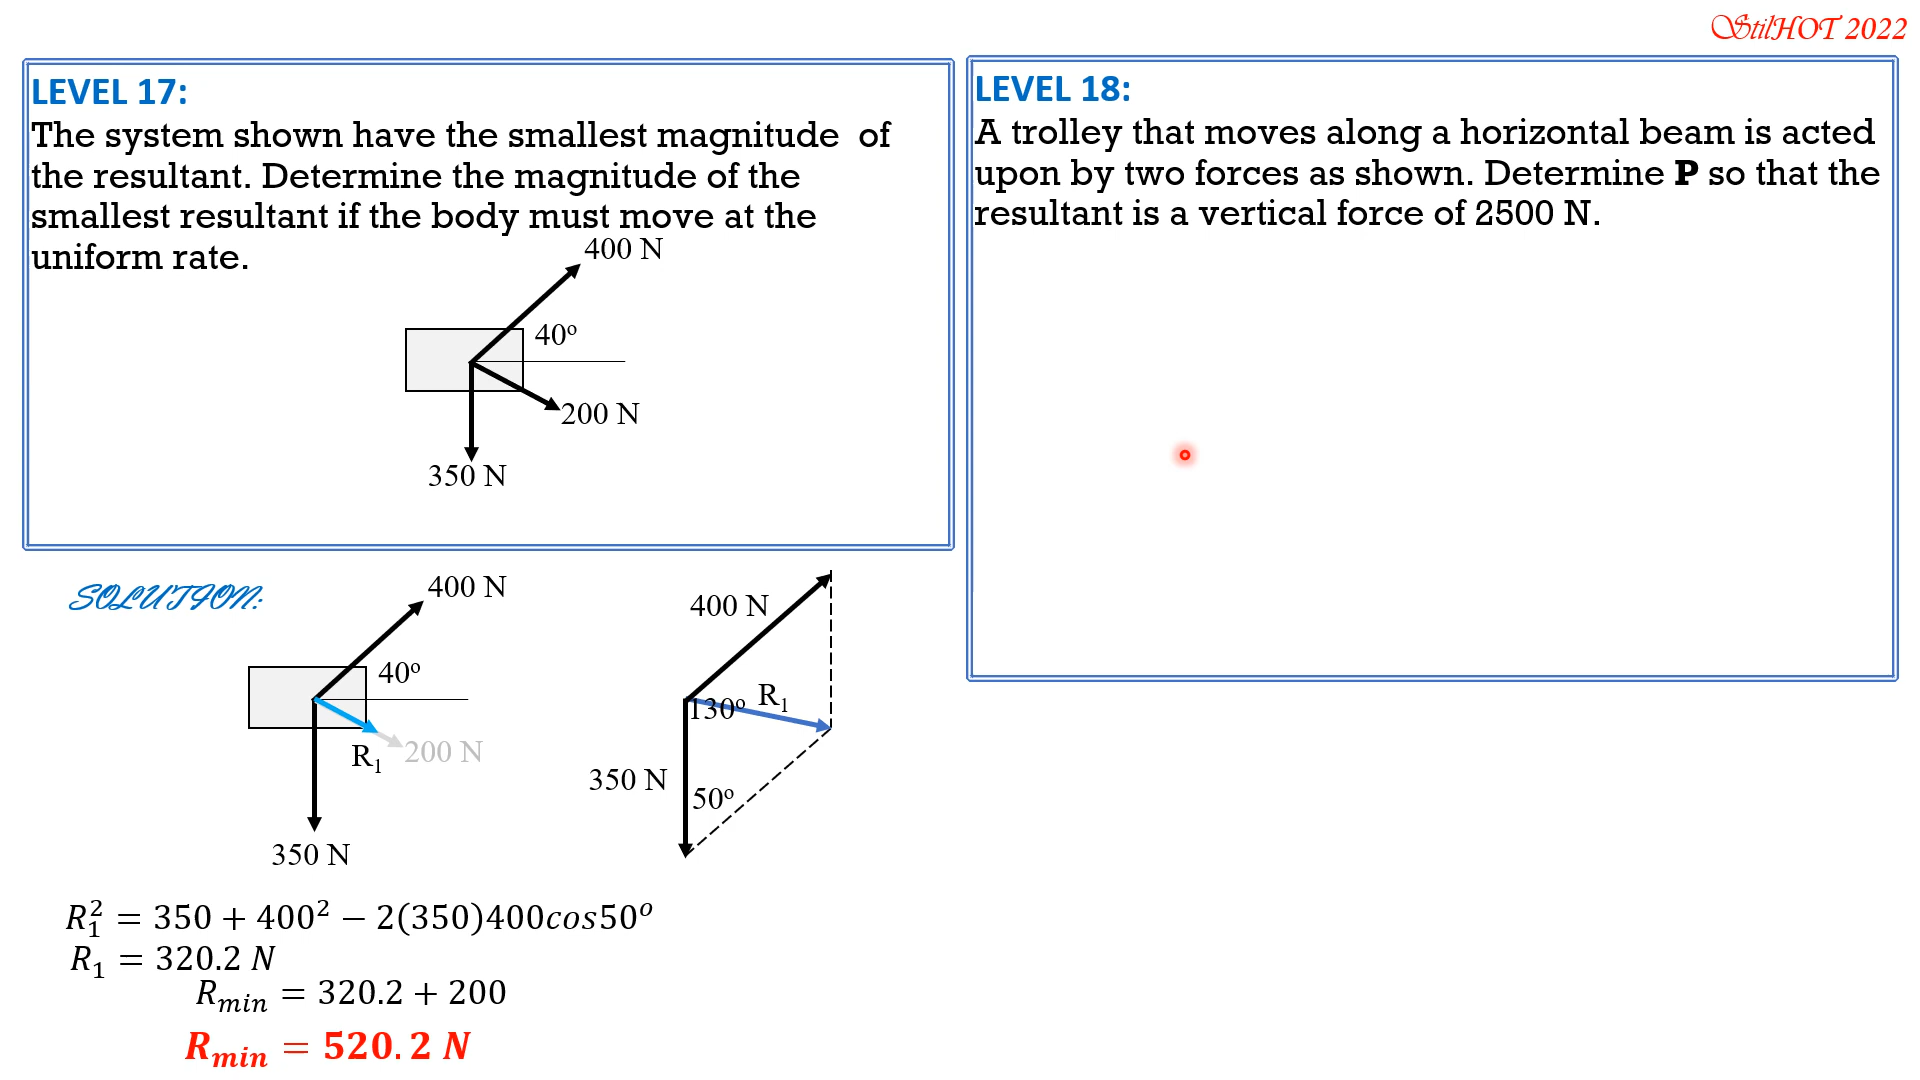 StilHOT 2022
LEVEL 17:
The system shown have the smallest magnitude of
the resultant. Determine the magnitude of the
smallest resultant if the body must move at the
uniform rate.
400 N
40º
200 N
350 N
LEVEL 18:
A trolley that moves along a horizontal beam is acted
upon by two forces as shown. Determine P so that the
resultant is a vertical force of 2500 N.
SOLUTION:
400 N
40º
R₁
200 N
350 N
400 N
130º
R₁
350 N
50º
R₁² = 350 + 400² − 2(350)400cos50ᵒ
R₁ = 320.2 N
Rₘᵢₙ = 320.2 + 200
Rₘᵢₙ = 520.2 N